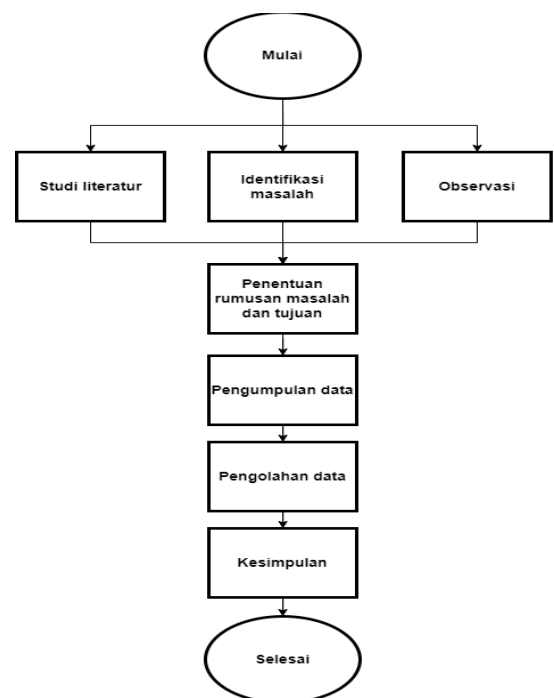 Mulai
Studi literatur
Identifikasi
masalah
Observasi
Penentuan
rumusan masalah
dan tujuan
Pengumpulan data
Pengolahan data
Kesimpulan
Selesai